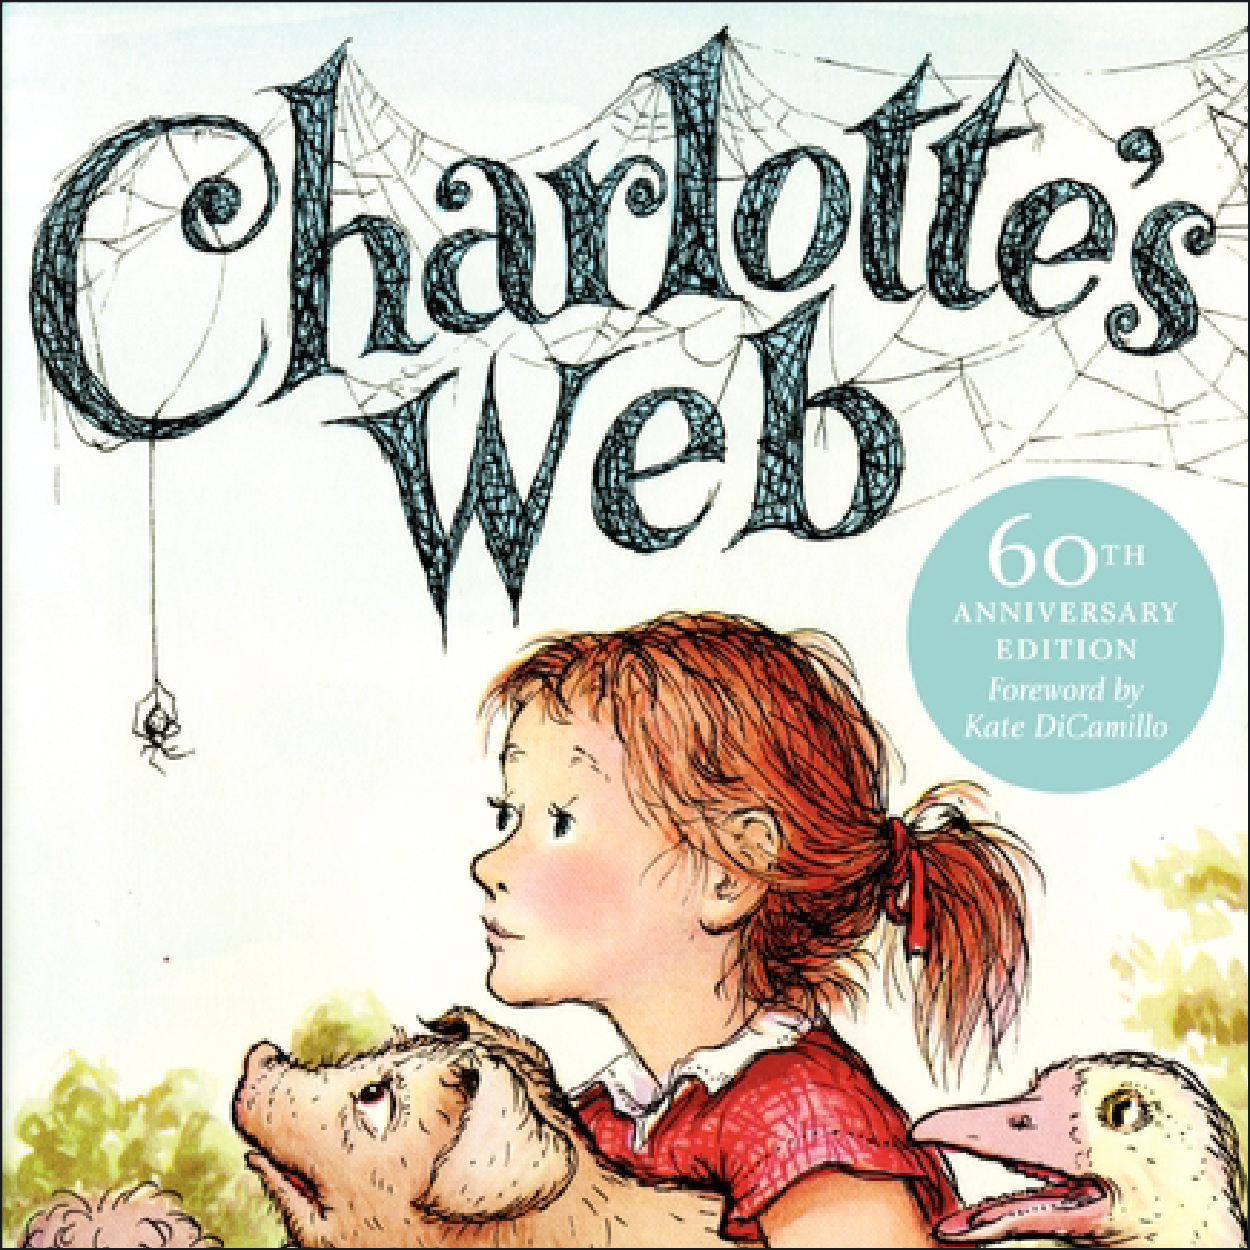 Charlotte's
Web
60TH
ANNIVERSARY
EDITION
Foreword by
Kate DiCamillo